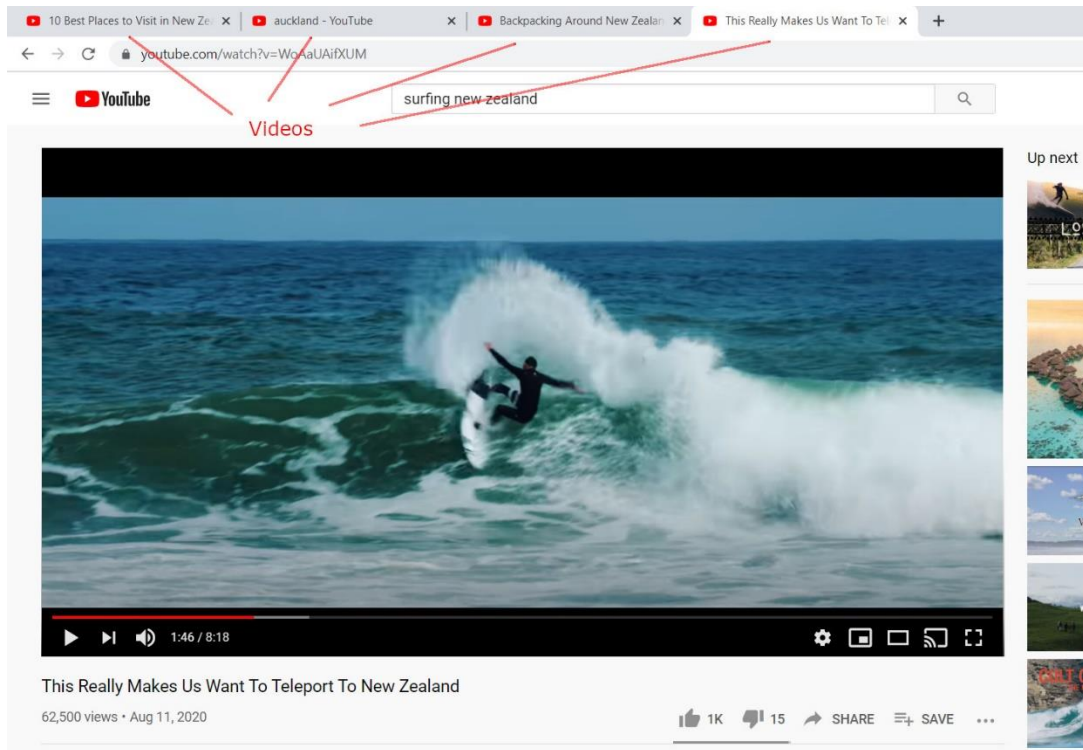 10 Best Places to Visit in New Ze
auckland - YouTube
Backpacking Around New Zealan
This Really Makes Us Want To Tel
youtube.com/watch?v=WoAaUAifXUM
YouTube
surfing new zealand
Videos
Up next
1:46 / 8:18
This Really Makes Us Want To Teleport To New Zealand
62,500 views • Aug 11, 2020
1K 15 SHARE SAVE